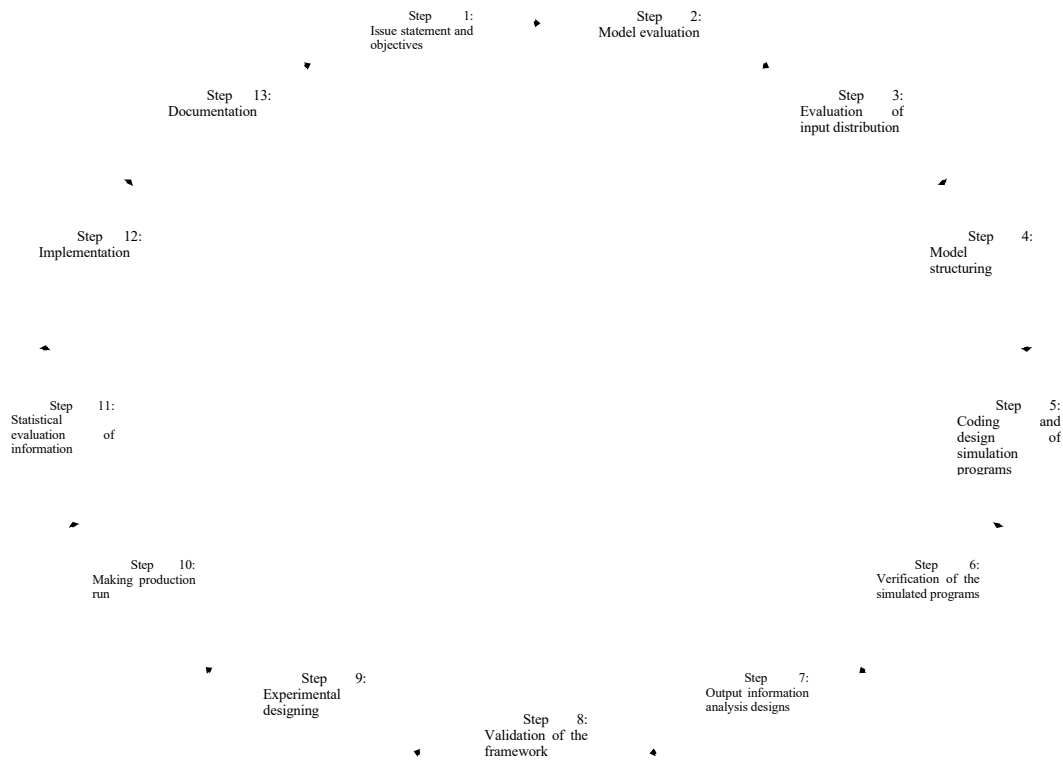 Step 1:
Issue statement and
objectives
Step 2:
Model evaluation
Step 3:
Evaluation of
input distribution
Step 4:
Model
structuring
Step 5:
Coding and
design of
simulation
programs
Step 6:
Verification of the
simulated programs
Step 7:
Output information
analysis designs
Step 8:
Validation of the
framework
Step 9:
Experimental
designing
Step 10:
Making production
run
Step 11:
Statistical
evaluation of
information
Step 12:
Implementation
Step 13:
Documentation